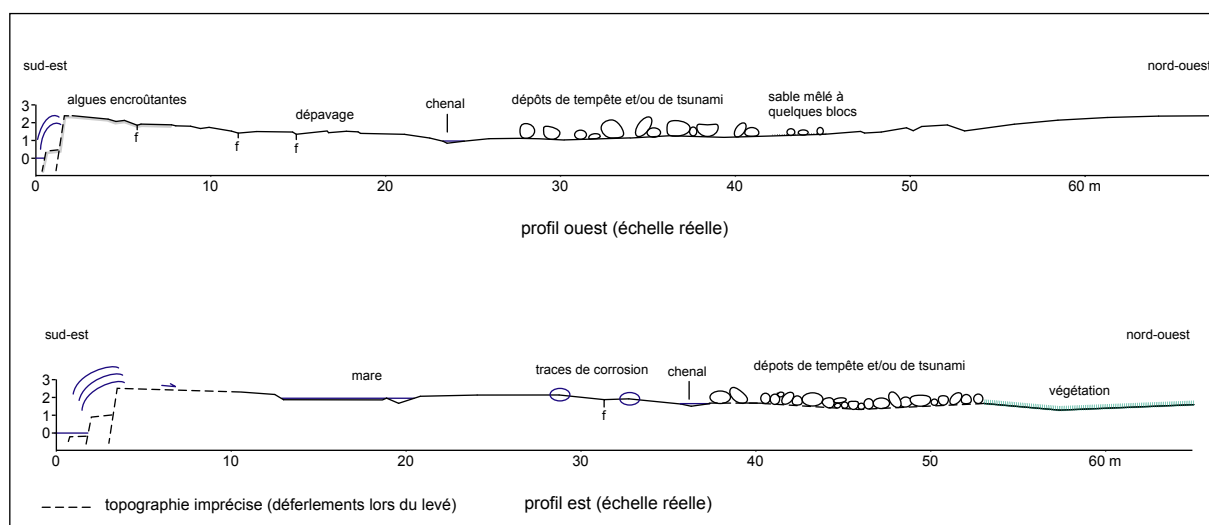 sud-est
nord-ouest
algues encroûtantes
dépavage
chenal
dépôts de tempête et/ou de tsunami
sable mêlé à
quelques blocs
3
2
1
0
f
f
f
0
10
20
30
40
50
60 m
profil ouest (échelle réelle)
sud-est
nord-ouest
mare
traces de corrosion
chenal
dépots de tempête et/ou de tsunami
végétation
3
2
1
0
f
0
10
20
30
40
50
60 m
topographie imprécise (déferlements lors du levé)
profil est (échelle réelle)